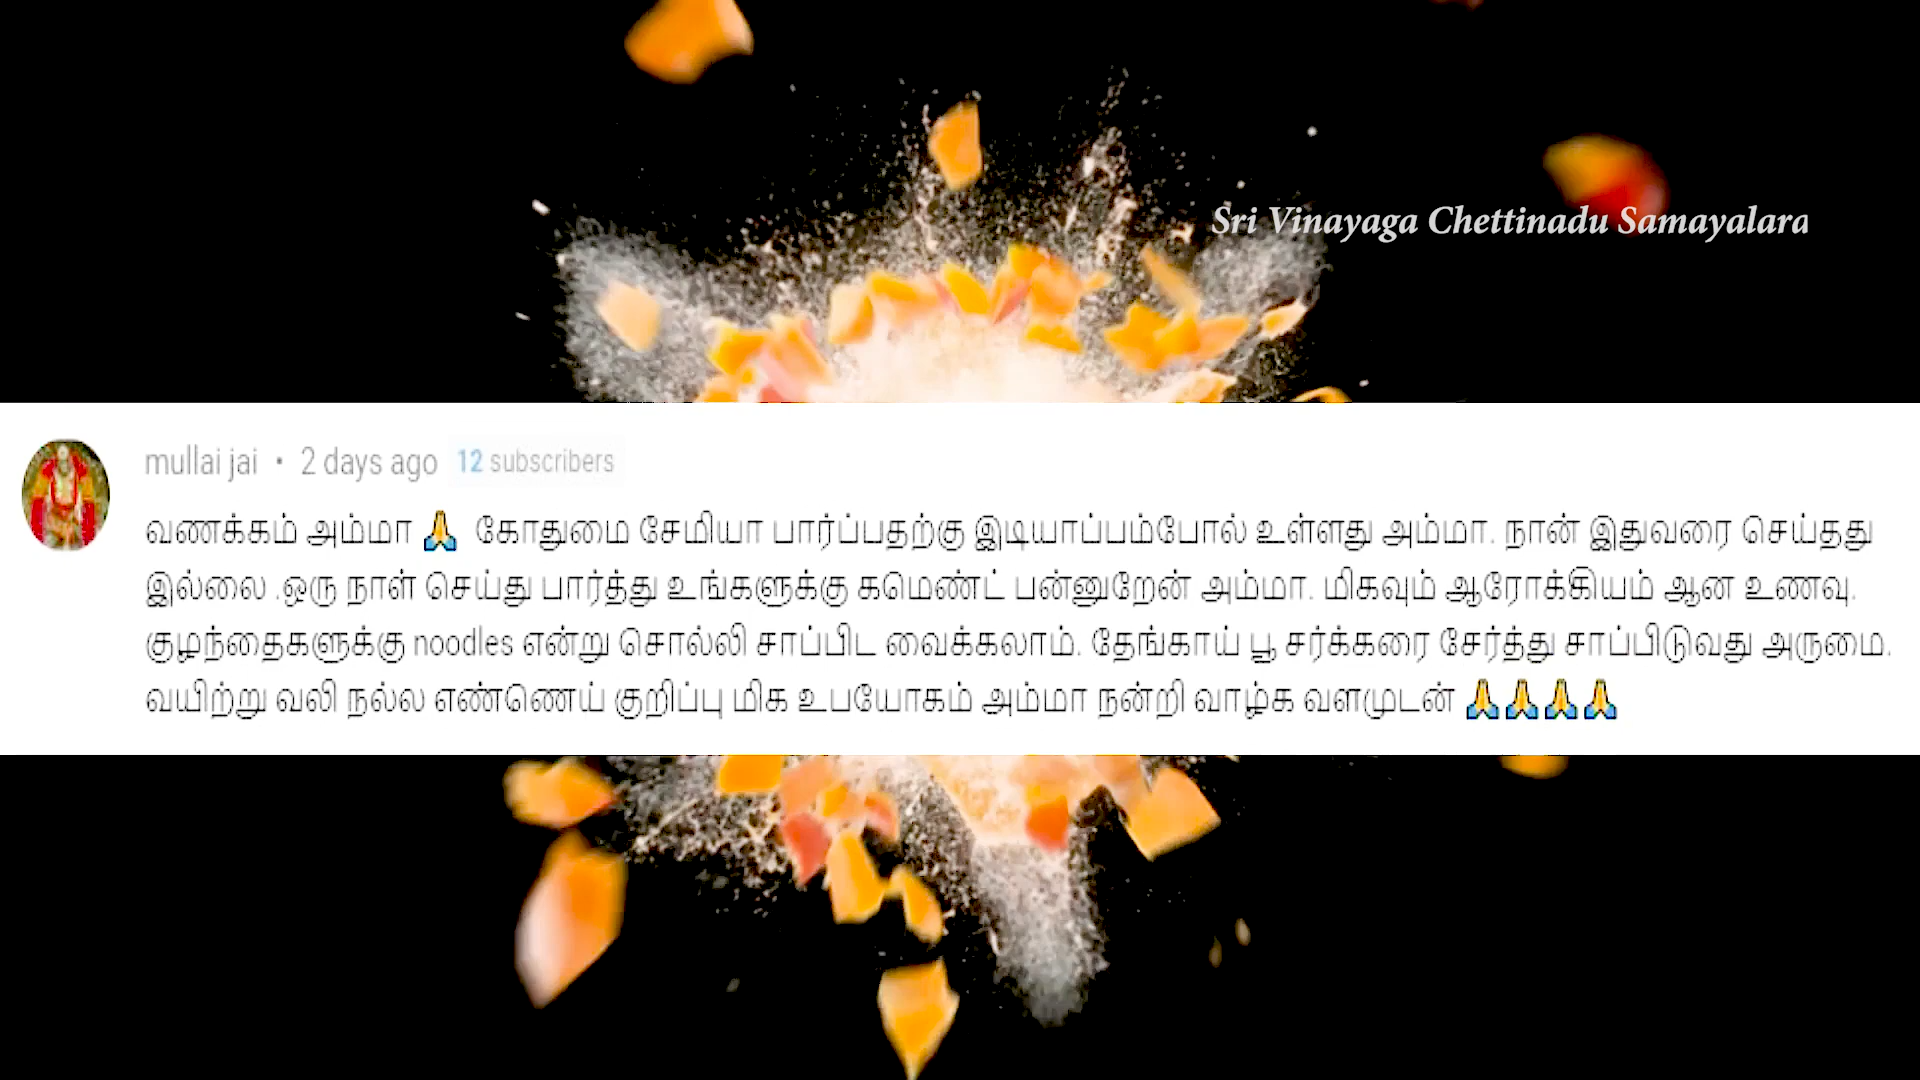 Sri Vinayaga Chettinadu Samayalara
mullai jai • 2 days ago 12 subscribers
வணக்கம் அம்மா 🙏 கோதுமை சேமியா பார்ப்பதற்கு இடியாப்பம்போல் உள்ளது அம்மா. நான் இதுவரை செய்தது
இல்லை .ஒரு நாள் செய்து பார்த்து உங்களுக்கு கமெண்ட் பன்னுறேன் அம்மா. மிகவும் ஆரோக்கியம் ஆன உணவு.
குழந்தைகளுக்கு noodles என்று சொல்லி சாப்பிட வைக்கலாம். தேங்காய் பூ சர்க்கரை சேர்த்து சாப்பிடுவது அருமை.
வயிற்று வலி நல்ல எண்ணெய் குறிப்பு மிக உபயோகம் அம்மா நன்றி வாழ்க வளமுடன் 🙏🙏🙏🙏